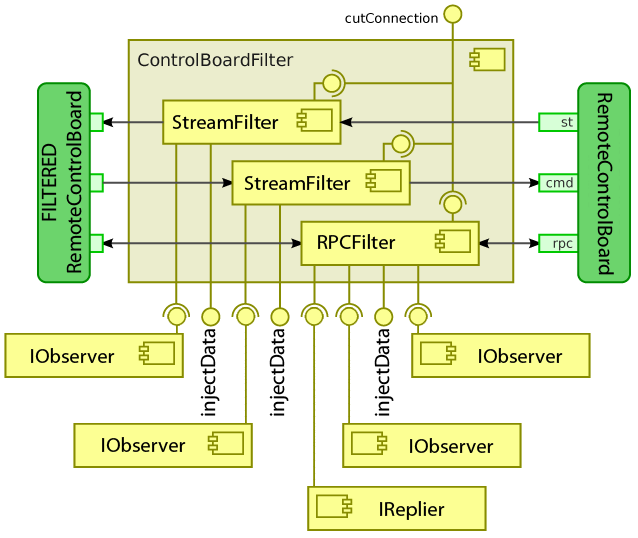 cutConnection
ControlBoardFilter
FILTERED
RemoteControlBoard
StreamFilter
st
RemoteControlBoard
StreamFilter
cmd
RPCFilter
rpc
IObserver
injectData
injectData
injectData
IObserver
IObserver
IObserver
IReplier